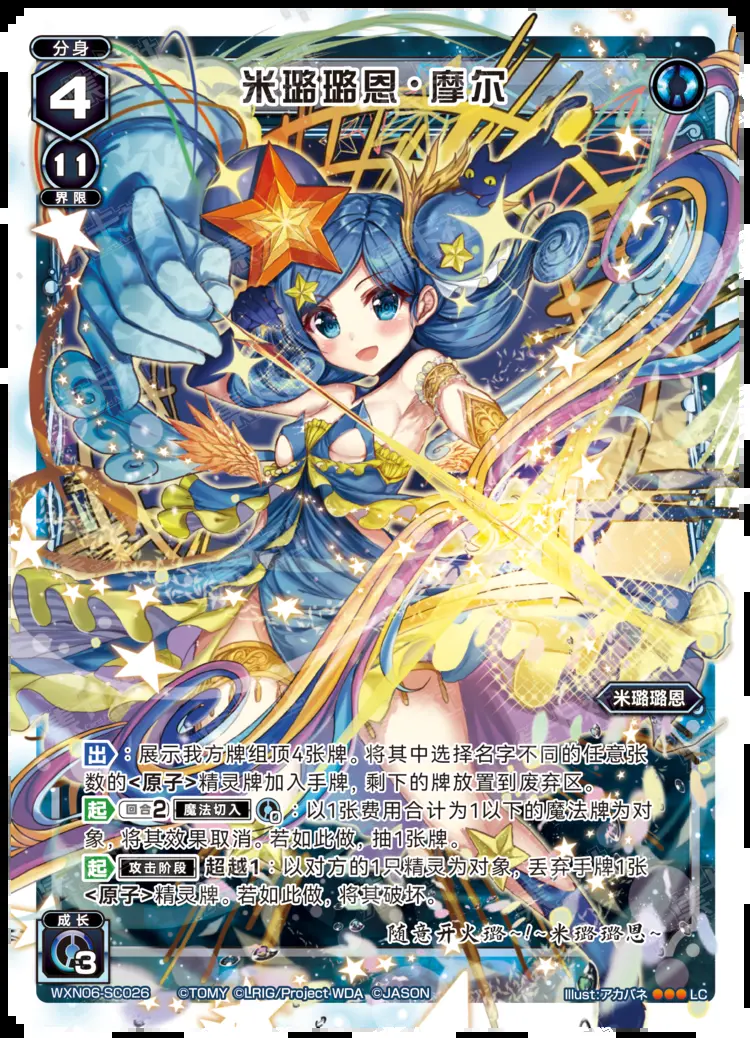 分身
4
米璐璐恩·摩尔
11
界限
米璐璐恩
出：展示我方牌组顶4张牌。将其中选择名字不同的任意张
数的<原子>精灵牌加入手牌，剩下的牌放置到废弃区。
起 回合2 魔法切入 0：以1张费用合计为1以下的魔法牌为对
象，将其效果取消。若如此做，抽1张牌。
起 攻击阶段 超越1：以对方的1只精灵为对象，丢弃手牌1张
<原子>精灵牌。若如此做，将其破坏。
随意开火璐~!~米璐璐恩~
成长
3
WXN06-SC026 ©TOMY ©LRIG/Project WDA ©JASON Illust:アカバネ LC